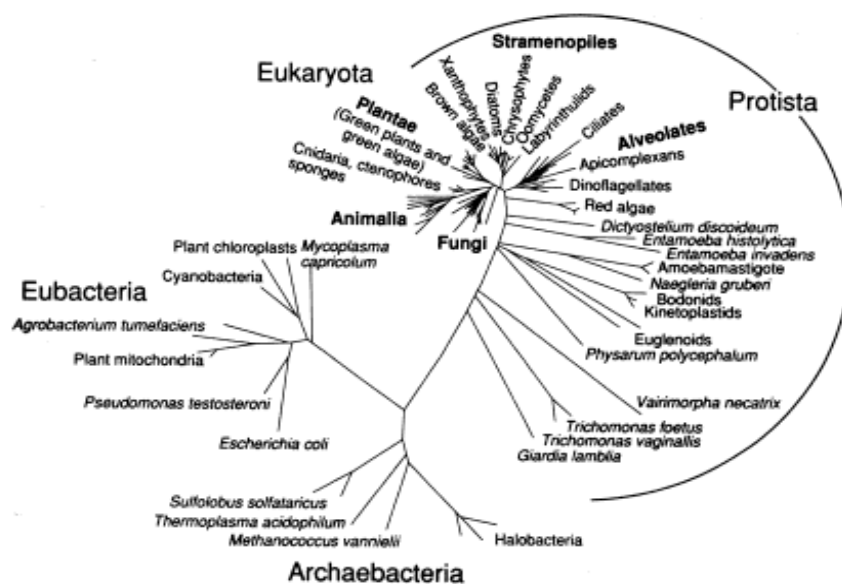 Stramenopiles
Eukaryota
Protista
Xanthophytes
Brown algae
Diatoms
Chrysophytes
Oomycetes
Labyrinthulids
Ciliates
Plantae
(Green plants and
green algae)
Cnidaria, ctenophores
sponges
Alveolates
Apicomplexans
Dinoflagellates
Red algae
Animalla
Fungi
Dictyostelium discoideum
Entamoeba histolytica
Entamoeba invadens
Amoebamastigote
Naegleria gruberi
Bodonids
Kinetoplastids
Euglenoids
Physarum polycephalum
Vairimorpha necatrix
Trichomonas foetus
Trichomonas vaginallis
Giardia lamblia
Plant chloroplasts
Mycoplasma
capricolum
Cyanobacteria
Eubacteria
Agrobacterium tumefaciens
Plant mitochondria
Pseudomonas testosteroni
Escherichia coli
Sulfolobus solfataricus
Thermoplasma acidophilum
Methanococcus vannielii
Halobacteria
Archaebacteria